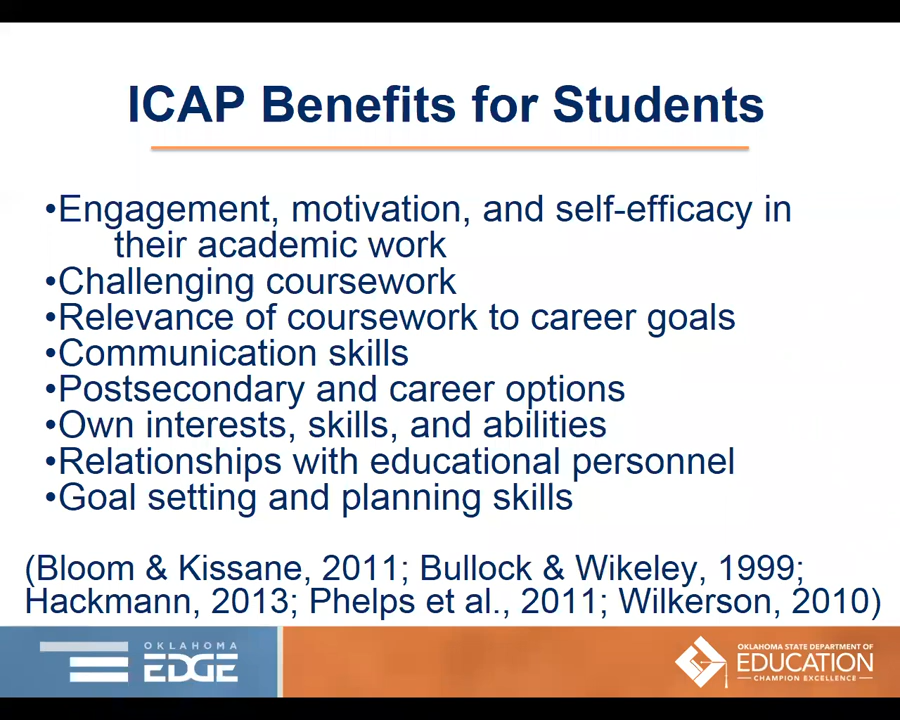 ICAP Benefits for Students
•Engagement, motivation, and self-efficacy in
their academic work
•Challenging coursework
•Relevance of coursework to career goals
•Communication skills
•Postsecondary and career options
•Own interests, skills, and abilities
•Relationships with educational personnel
•Goal setting and planning skills
(Bloom & Kissane, 2011; Bullock & Wikeley, 1999;
Hackmann, 2013; Phelps et al., 2011; Wilkerson, 2010)
OKLAHOMA
EDGE
OKLAHOMA STATE DEPARTMENT OF
EDUCATION
CHAMPION EXCELLENCE